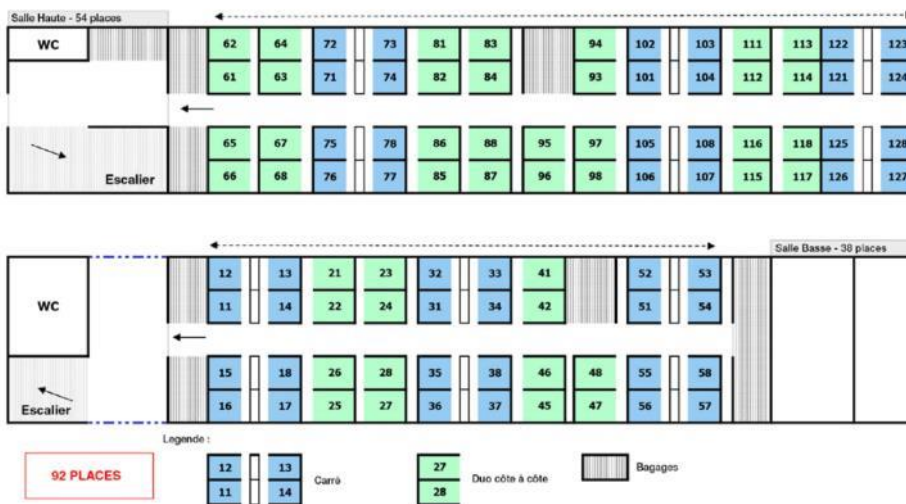 Salle Haute - 54 places
WC 62 64 72 73 81 83 94 102 103 111 113 122 123
61 63 71 74 82 84 93 101 104 112 114 121 124
65 67 75 78 86 88 95 97 105 108 116 118 125 128
Escalier 66 68 76 77 85 87 96 98 106 107 115 117 126 127
Salle Basse - 38 places
12 13 21 23 32 33 41 52 53
WC 11 14 22 24 31 34 42 51 54
15 18 26 28 35 38 46 48 55 58
Escalier 16 17 25 27 36 37 45 47 56 57
Legende :
92 PLACES
12 13 Carré 27 Duo côte à côte Bagages
11 14 28